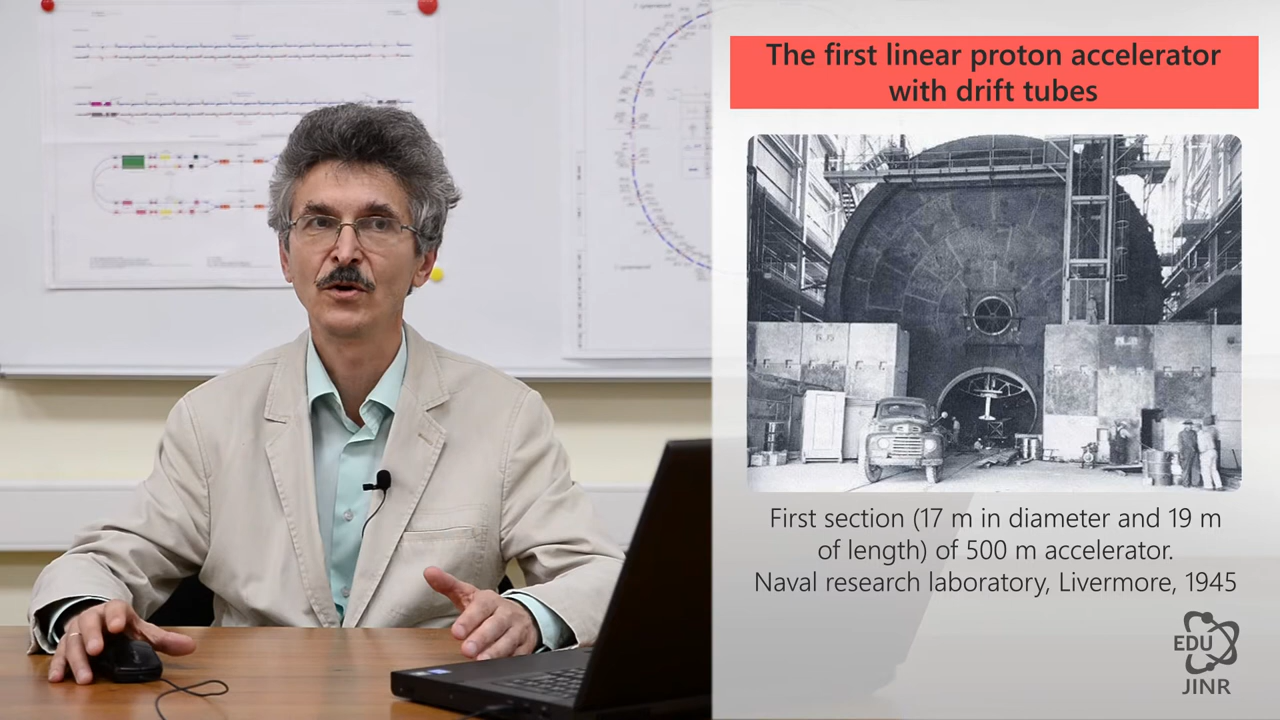 The first linear proton accelerator
with drift tubes
First section (17 m in diameter and 19 m
of length) of 500 m accelerator.
Naval research laboratory, Livermore, 1945
EDU
JINR